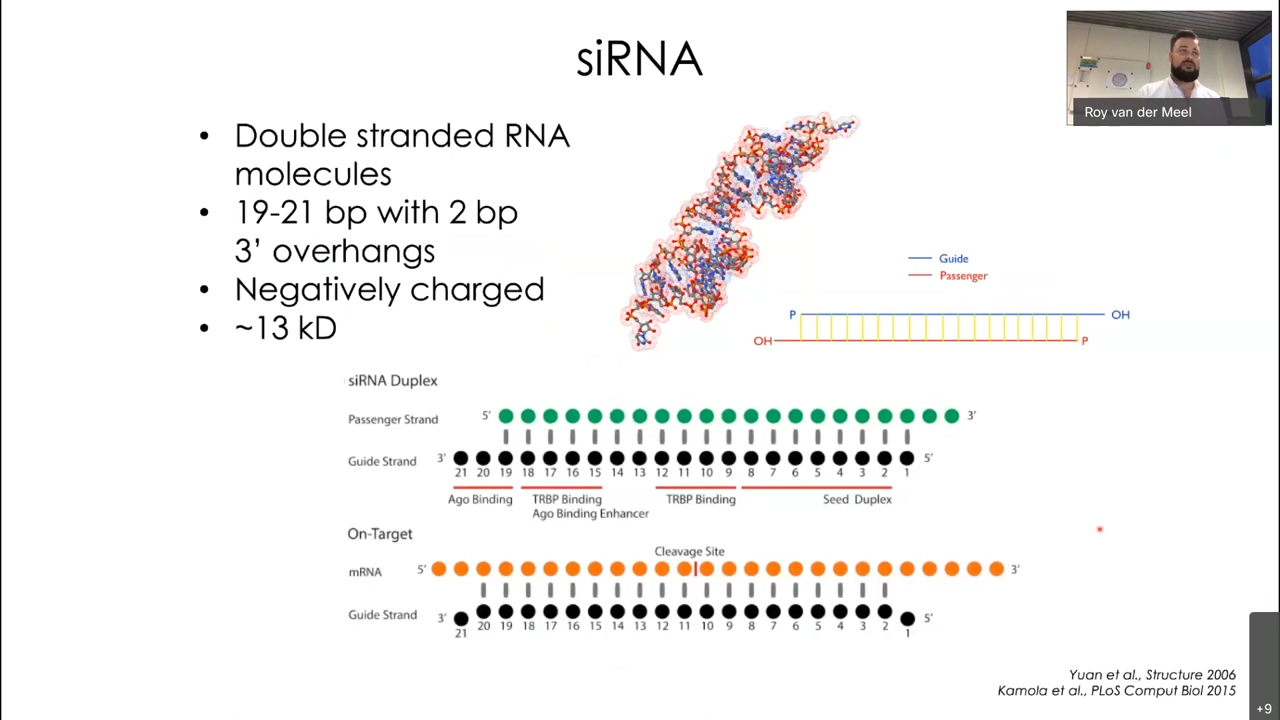 siRNA
Roy van der Meel
• Double stranded RNA
molecules
• 19-21 bp with 2 bp
3’ overhangs
• Negatively charged
• ~13 kD
Guide
Passenger
P OH
OH P
siRNA Duplex
Passenger Strand 5’ 3’
Guide Strand 3’ 5’
21 20 19 18 17 16 15 14 13 12 11 10 9 8 7 6 5 4 3 2 1
Ago Binding TRBP Binding TRBP Binding Seed Duplex
Ago Binding Enhancer
On-Target
Cleavage Site
mRNA 5’ 3’
Guide Strand 3’ 5’
21 20 19 18 17 16 15 14 13 12 11 10 9 8 7 6 5 4 3 2 1
Yuan et al., Structure 2006
Kamola et al., PLoS Comput Biol 2015
+9